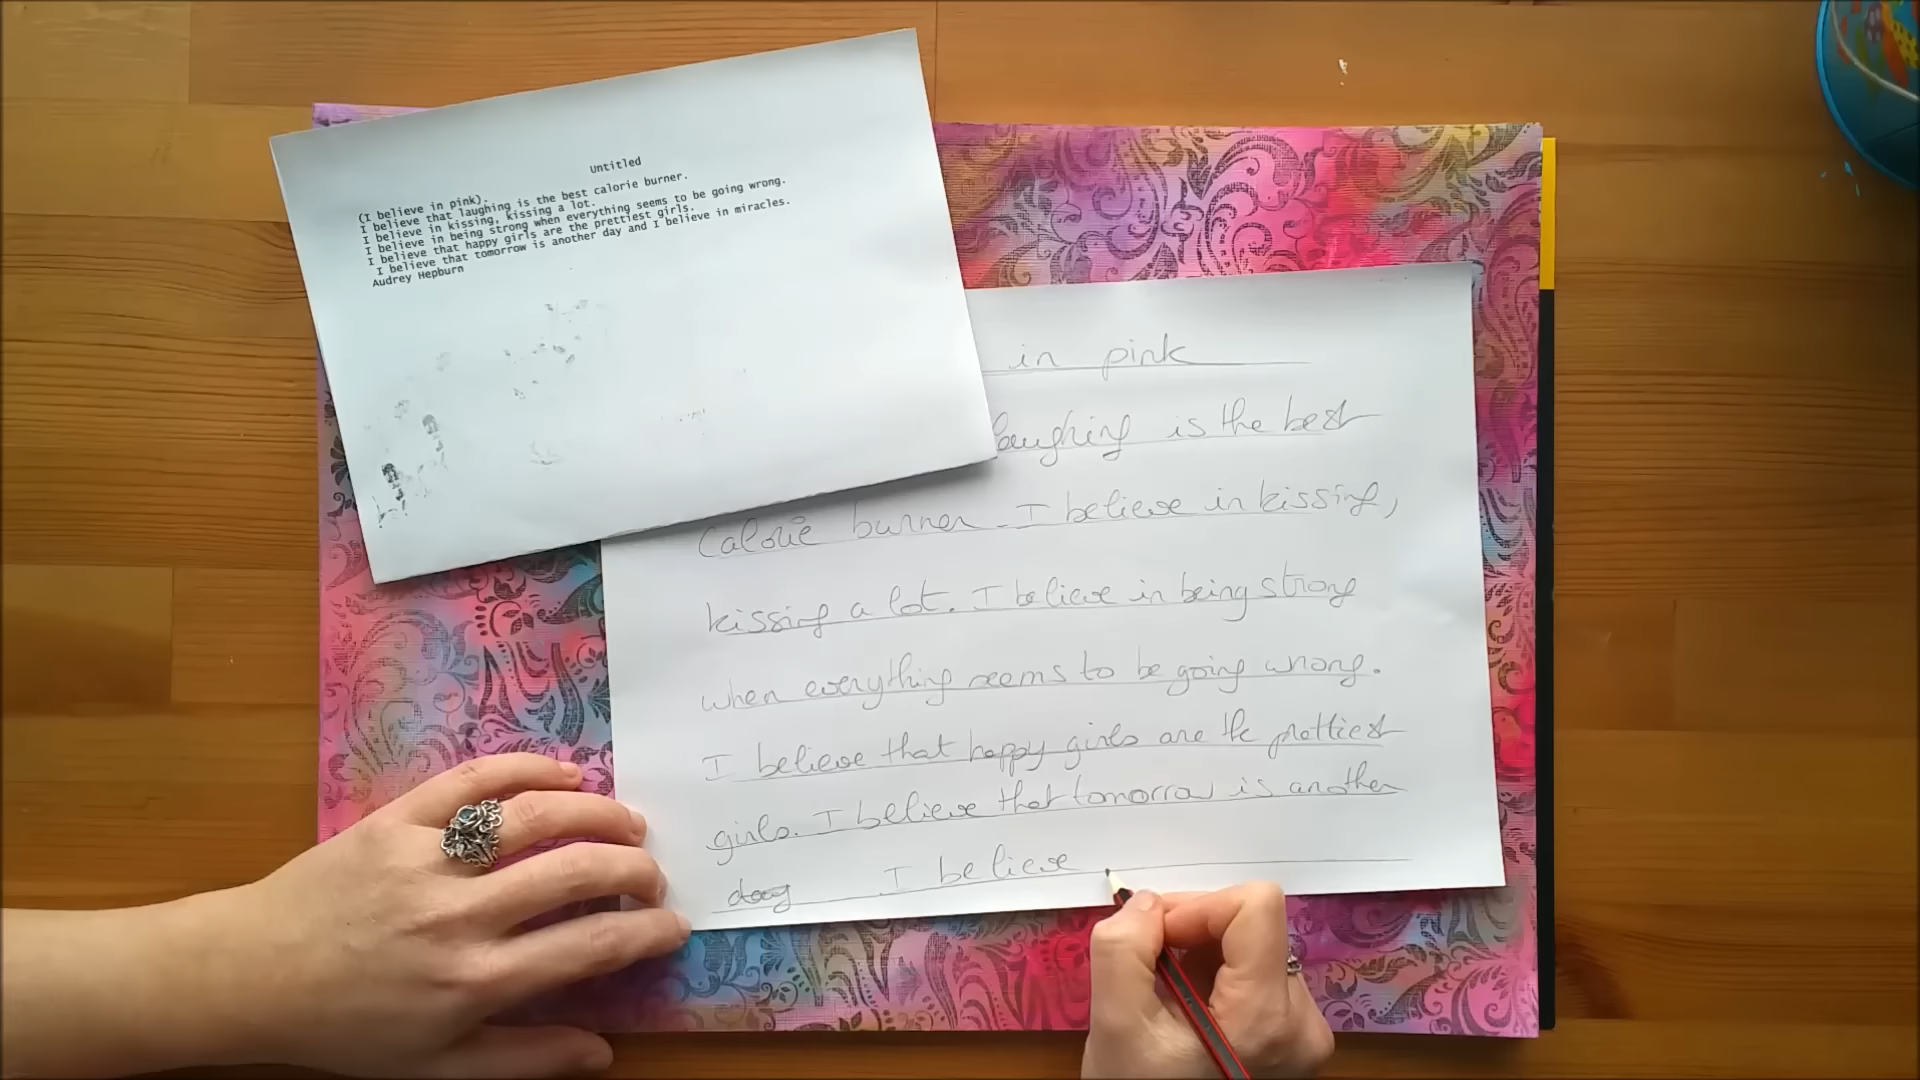 Untitled
(I believe in pink).
I believe that laughing is the best calorie burner.
I believe in kissing, kissing a lot.
I believe in being strong when everything seems to be going wrong.
I believe that happy girls are the prettiest girls.
I believe that tomorrow is another day and I believe in miracles.
Audrey Hepburn
in pink
laughing is the best
calorie burner. I believe in kissing,
kissing a lot. I believe in being strong
when everything seems to be going wrong.
I believe that happy girls are the prettiest
girls. I believe that tomorrow is another
day I believe